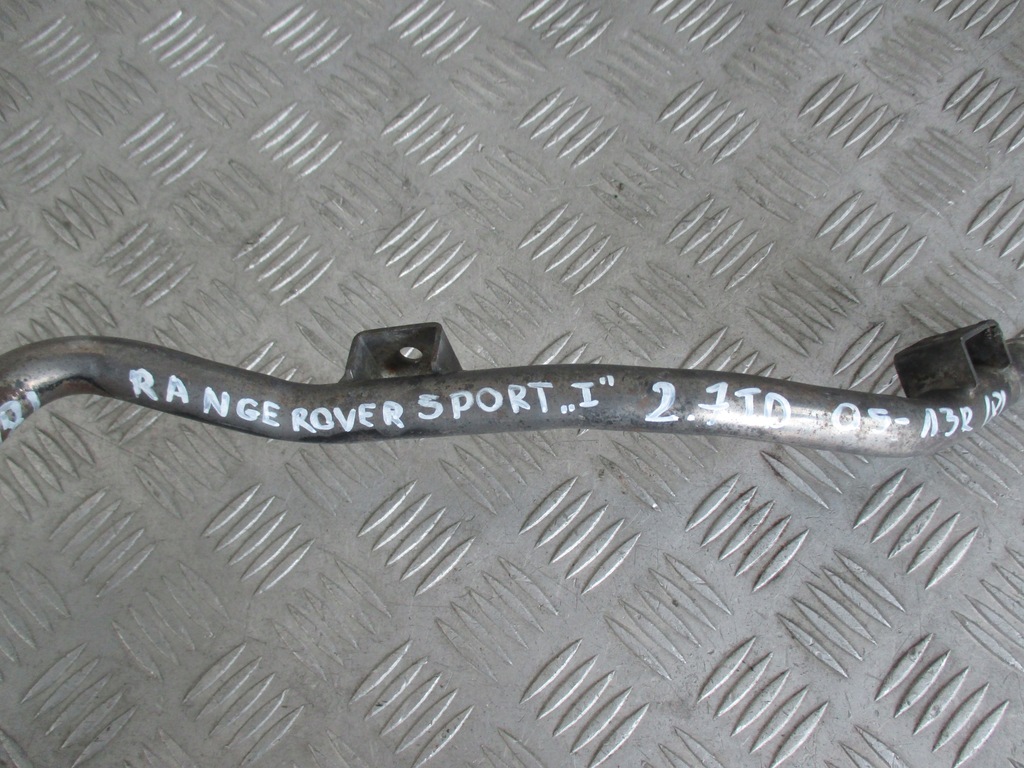 RANGE ROVER SPORT „I" 2.7TD 05-13R